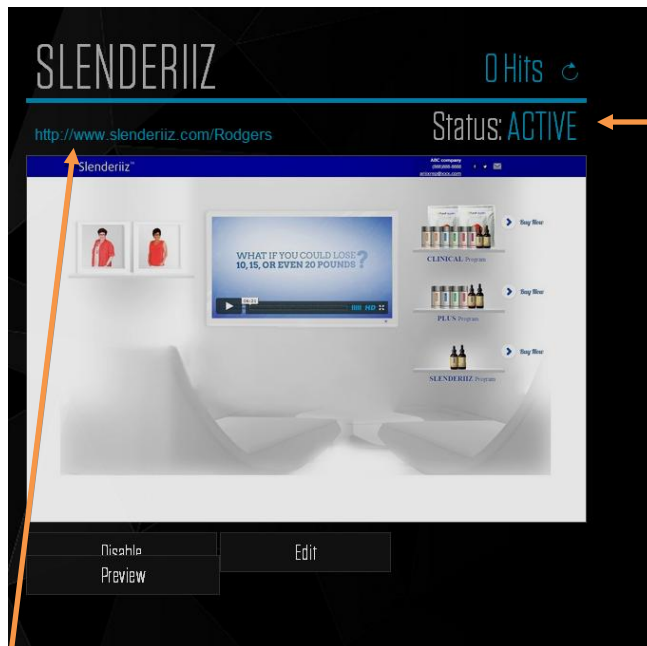 SLENDERIIZ
0 Hits
http://www.slenderiiz.com/Rodgers
Status: ACTIVE
Slenderiiz™
ABC company
WHAT IF YOU COULD LOSE
10, 15, OR EVEN 20 POUNDS?
HD
Buy Now
CLINICAL Program
Buy Now
PLUS Program
Buy Now
SLENDERIIZ Program
Disable
Edit
Preview